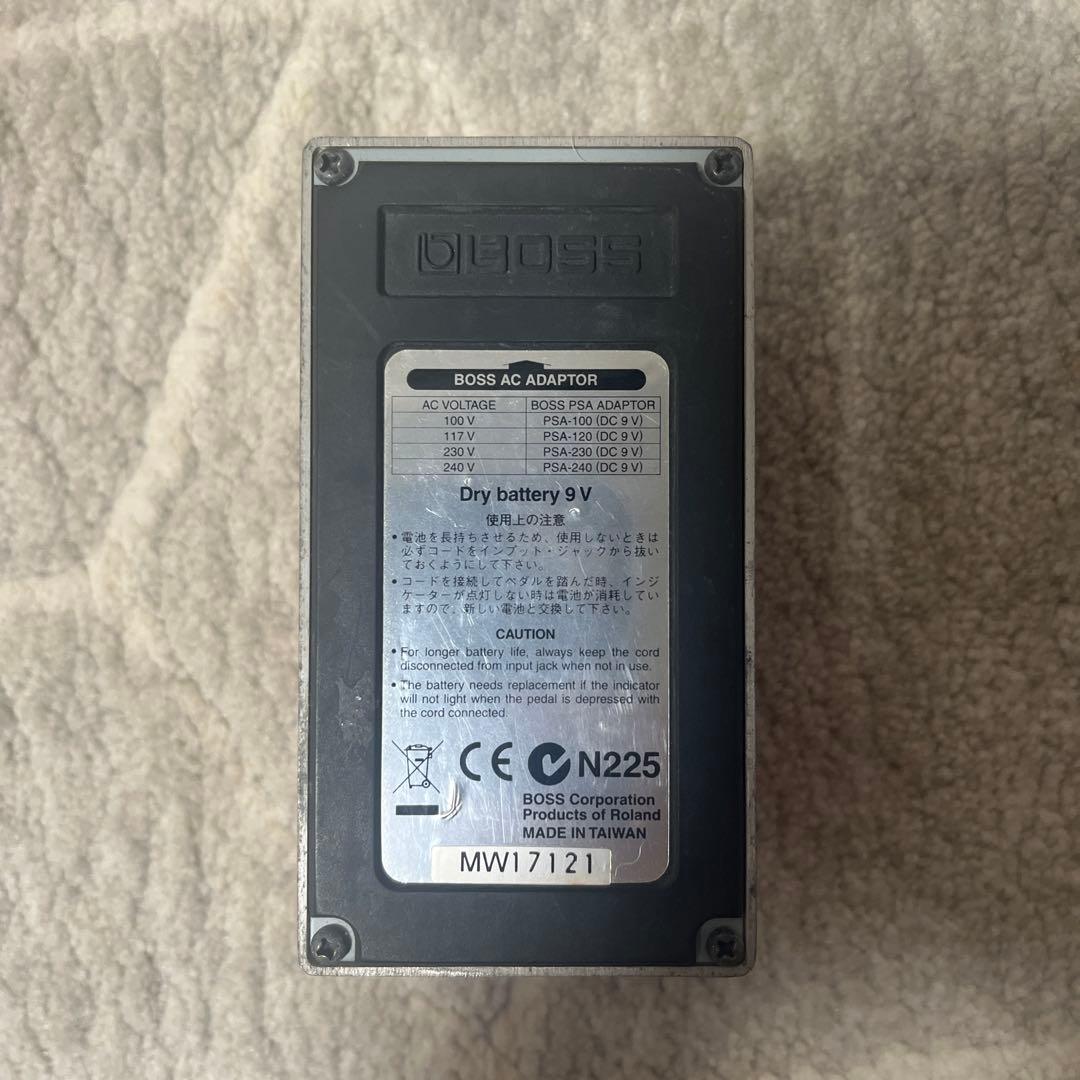 BOSS
BOSS AC ADAPTOR
AC VOLTAGE BOSS PSA ADAPTOR
100 V PSA-100 (DC 9 V)
117 V PSA-120 (DC 9 V)
230 V PSA-230 (DC 9 V)
240 V PSA-240 (DC 9 V)
Dry battery 9 V
使用上の注意
• 電池を長持ちさせるため、使用しないときは
必ずコードをインプット・ジャックから抜い
ておくようにして下さい。
• コードを接続してペダルを踏んだ時、インジ
ケーターが点灯しない時は電池が消耗してい
ますので、新しい電池と交換して下さい。
CAUTION
• For longer battery life, always keep the cord
disconnected from input jack when not in use.
• The battery needs replacement if the indicator
will not light when the pedal is depressed with
the cord connected.
CE N225
BOSS Corporation
Products of Roland
MADE IN TAIWAN
MW17121